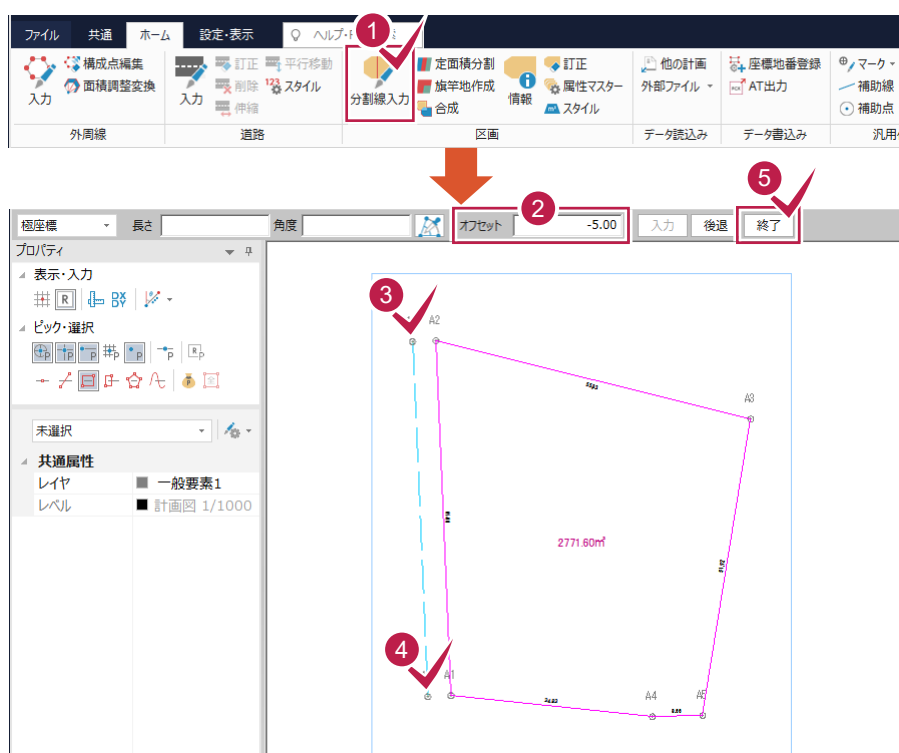 ファイル 共通 ホーム 設定・表示 ヘルプ・
1
入力 構成点編集 面積調整変換
外周線
入力 訂正 削除 伸縮 平行移動 スタイル
道路
分割線入力 定面積分割 旗竿地作成 合成 情報 訂正 属性マスター スタイル
区画
他の計画 外部ファイル
データ読込み
座標地番登録 AT出力
データ書込み
マーク 補助線 補助点
汎用
2
5
極座標 長さ 角度 オフセット -5.00 入力 後退 終了
プロパティ
表示・入力
R DX DY
ピック・選択
未選択
共通属性
レイヤ 一般要素1
レベル 計画図 1/1000
3
A2
A3
2771.60㎡
4
A1
A4
A5